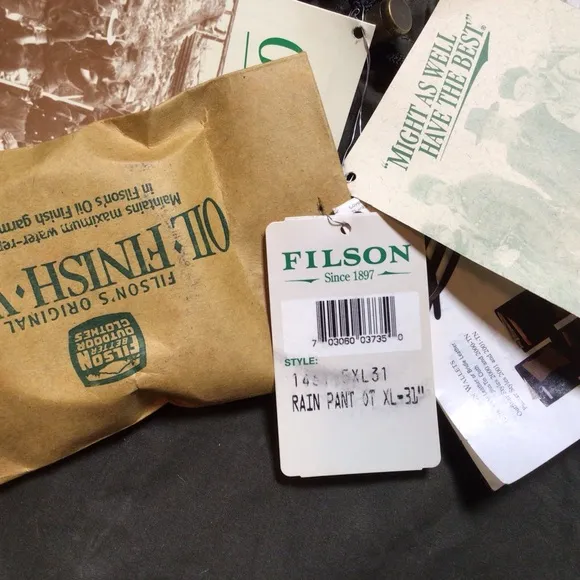 "MIGHT AS WELL
HAVE THE BEST"®
FILSON
Since 1897
7 03060 03735 0
STYLE:
RAIN PANT OT XL-31"
Maintains maximum water-rep
in Filson's Oil Finish garm
OIL•FINISH•W
FILSON'S ORIGINAL
FILSON
BETTER
OUTDOOR
CLOTHES
WALLETS